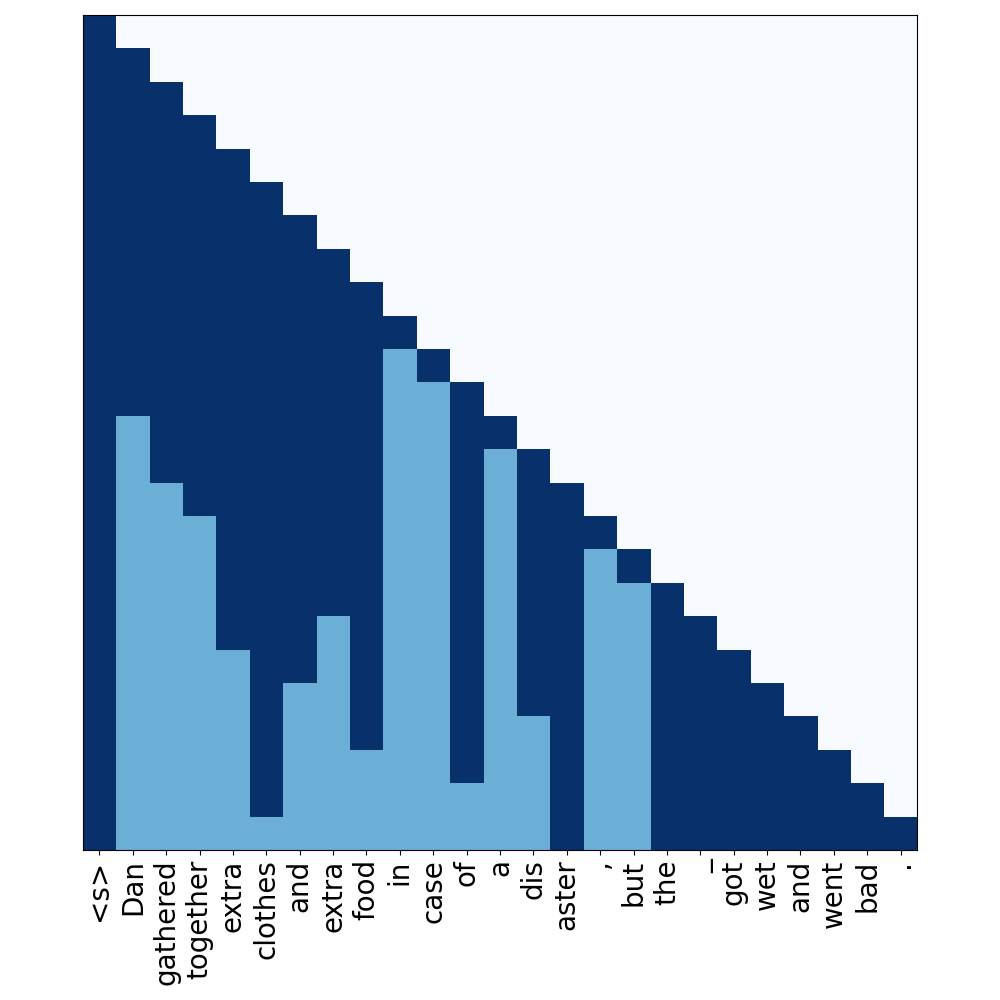 <s>
Dan
gathered
together
extra
clothes
and
extra
food
in
case
of
a
dis
aster
,
but
the
_
got
wet
and
went
bad
.